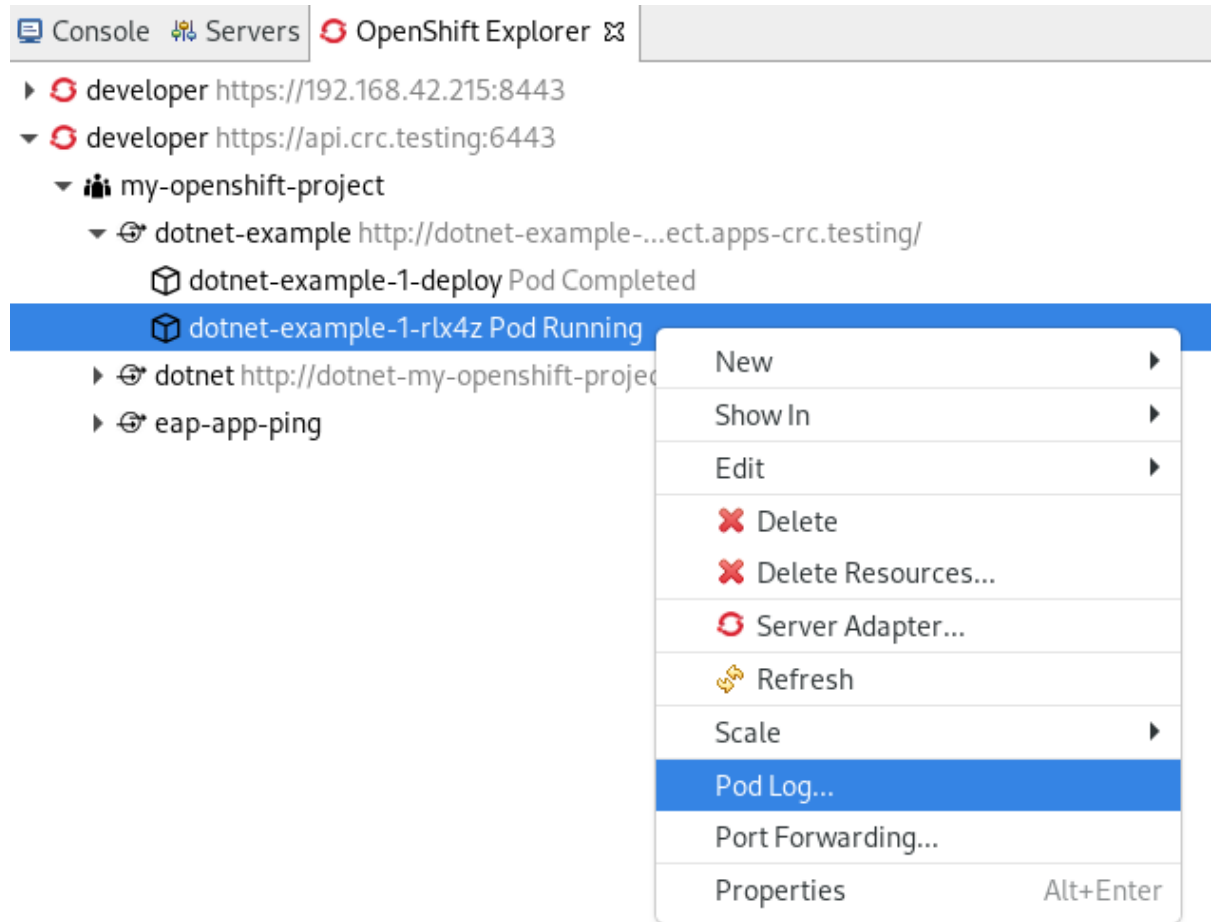 Console Servers OpenShift Explorer
developer https://192.168.42.215:8443
developer https://api.crc.testing:6443
my-openshift-project
dotnet-example http://dotnet-example-...ect.apps-crc.testing/
dotnet-example-1-deploy Pod Completed
dotnet-example-1-rlx4z Pod Running
dotnet http://dotnet-my-openshift-projec
eap-app-ping
New
Show In
Edit
Delete
Delete Resources...
Server Adapter...
Refresh
Scale
Pod Log...
Port Forwarding...
Properties Alt+Enter